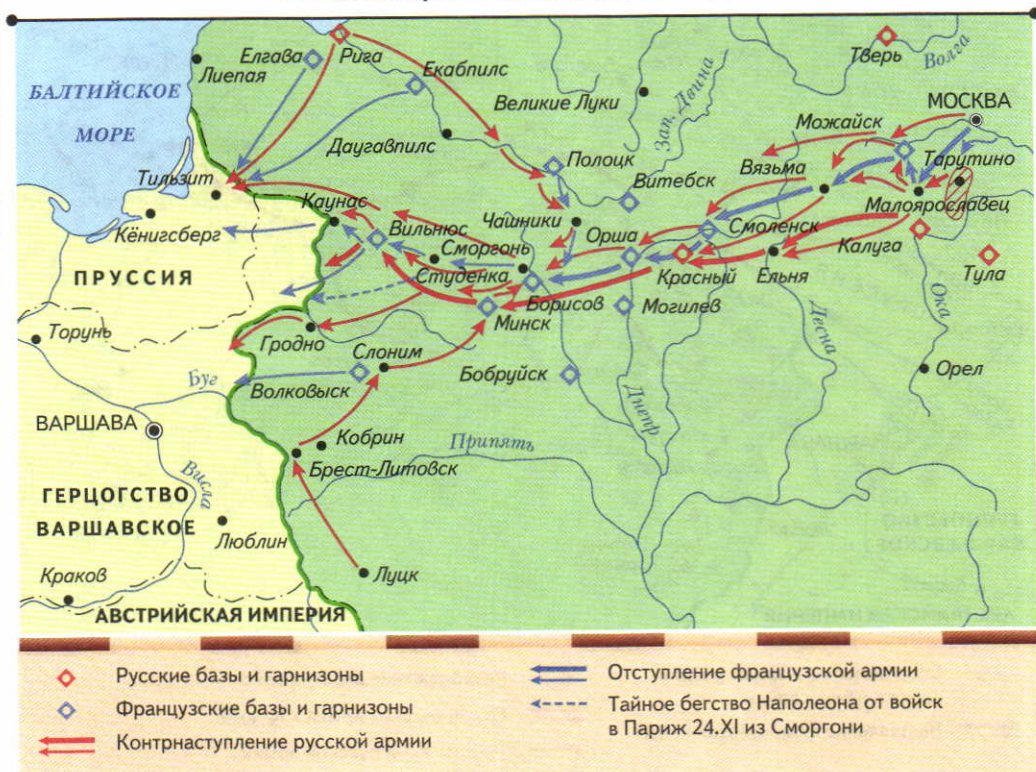 Рига
Елгава
Лиепая
Екабпилс
Тверь
Волга
БАЛТИЙСКОЕ
МОРЕ
Великие Луки
Зап. Двина
МОСКВА
Можайск
Даугавпилс
Полоцк
Витебск
Вязьма
Тарутино
Тильзит
Каунас
Вильнюс
Чашники
Орша
Смоленск
Малоярославец
Кёнигсберг
Сморгонь
Калуга
Студенка
Красный
Ельня
Тула
ПРУССИЯ
Борисов
Минск
Могилев
Десна
Ока
Торунь
Гродно
Слоним
Буг
Волковыск
Бобруйск
Днепр
Орел
ВАРШАВА
Кобрин
Припять
Брест-Литовск
Висла
ГЕРЦОГСТВО
ВАРШАВСКОЕ
Люблин
Луцк
Краков
АВСТРИЙСКАЯ ИМПЕРИЯ
Русские базы и гарнизоны
Французские базы и гарнизоны
Контрнаступление русской армии
Отступление французской армии
Тайное бегство Наполеона от войск
в Париж 24.XI из Сморгони